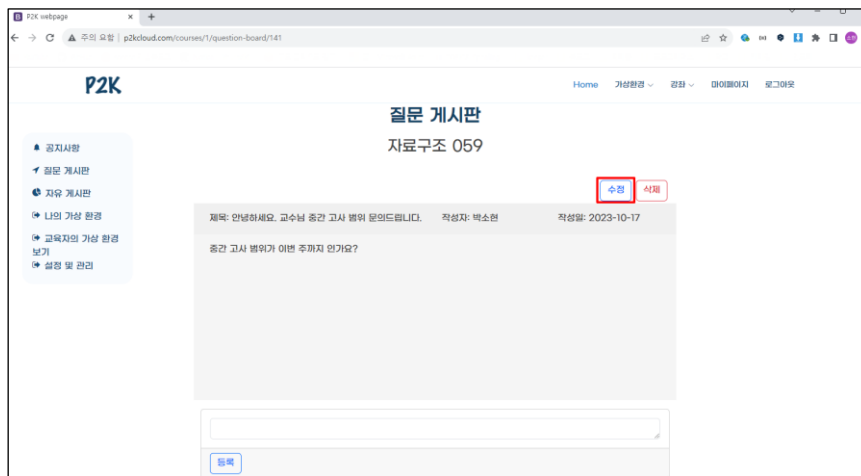 P2K webpage
주의 요함 | p2kcloud.com/courses/1/question-board/141
P2K
Home 가상환경 강좌 마이페이지 로그아웃
질문 게시판
자료구조 059
공지사항
질문 게시판
자유 게시판
나의 가상 환경
교육자의 가상 환경
보기
설정 및 관리
수정 삭제
제목: 안녕하세요. 교수님 중간 고사 범위 문의드립니다. 작성자: 박소현 작성일: 2023-10-17
중간 고사 범위가 이번 주까지 인가요?
등록